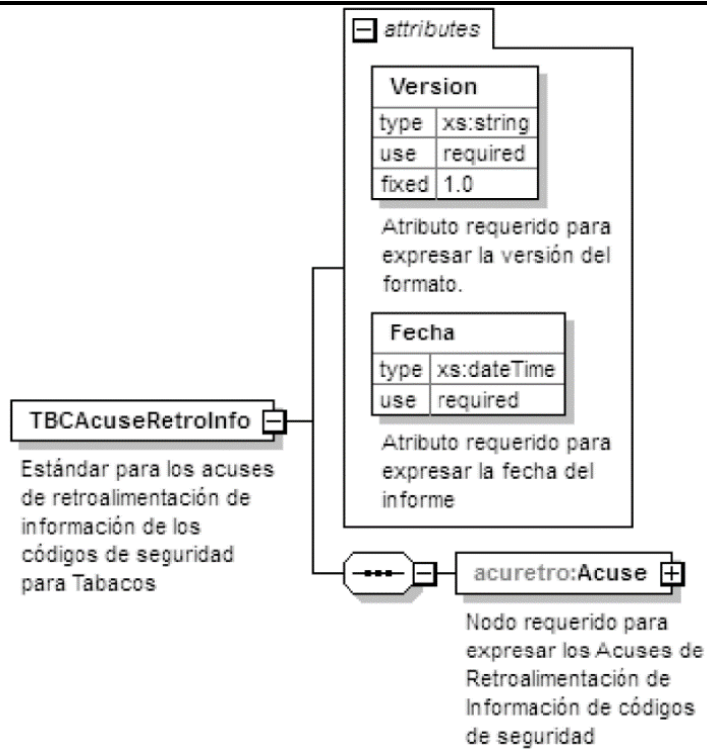 attributes
Version
type xs:string
use required
fixed 1.0
Atributo requerido para
expresar la versión del
formato.
Fecha
type xs:dateTime
use required
Atributo requerido para
expresar la fecha del
informe
TBCAcuseRetroInfo
Estándar para los acuses
de retroalimentación de
información de los
códigos de seguridad
para Tabacos
acuretro:Acuse
Nodo requerido para
expresar los Acuses de
Retroalimentación de
Información de códigos
de seguridad